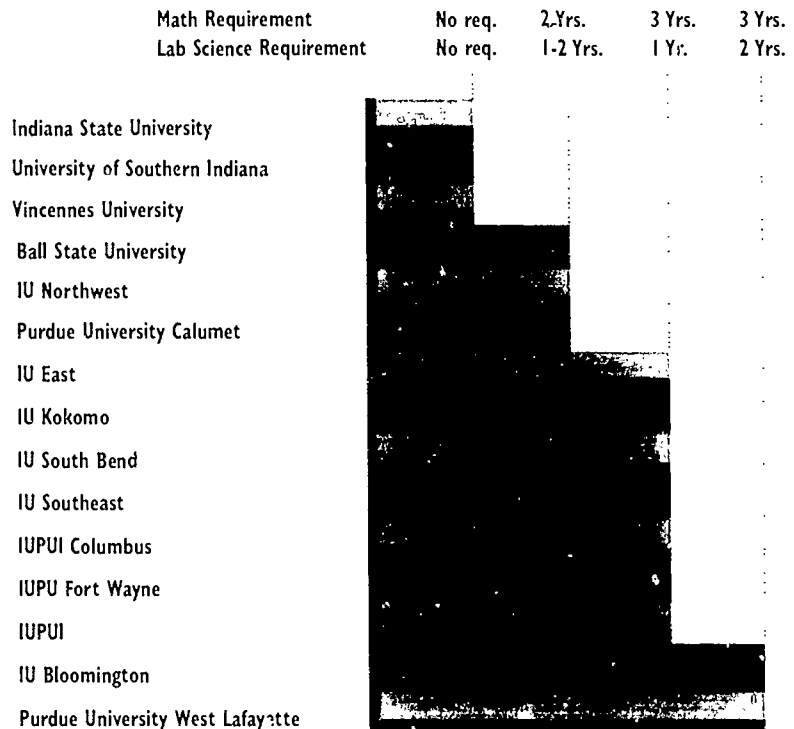 Math Requirement No req. 2 Yrs. 3 Yrs. 3 Yrs.
Lab Science Requirement No req. 1-2 Yrs. 1 Yr. 2 Yrs.
Indiana State University
University of Southern Indiana
Vincennes University
Ball State University
IU Northwest
Purdue University Calumet
IU East
IU Kokomo
IU South Bend
IU Southeast
IUPUI Columbus
IUPU Fort Wayne
IUPUI
IU Bloomington
Purdue University West Lafayette